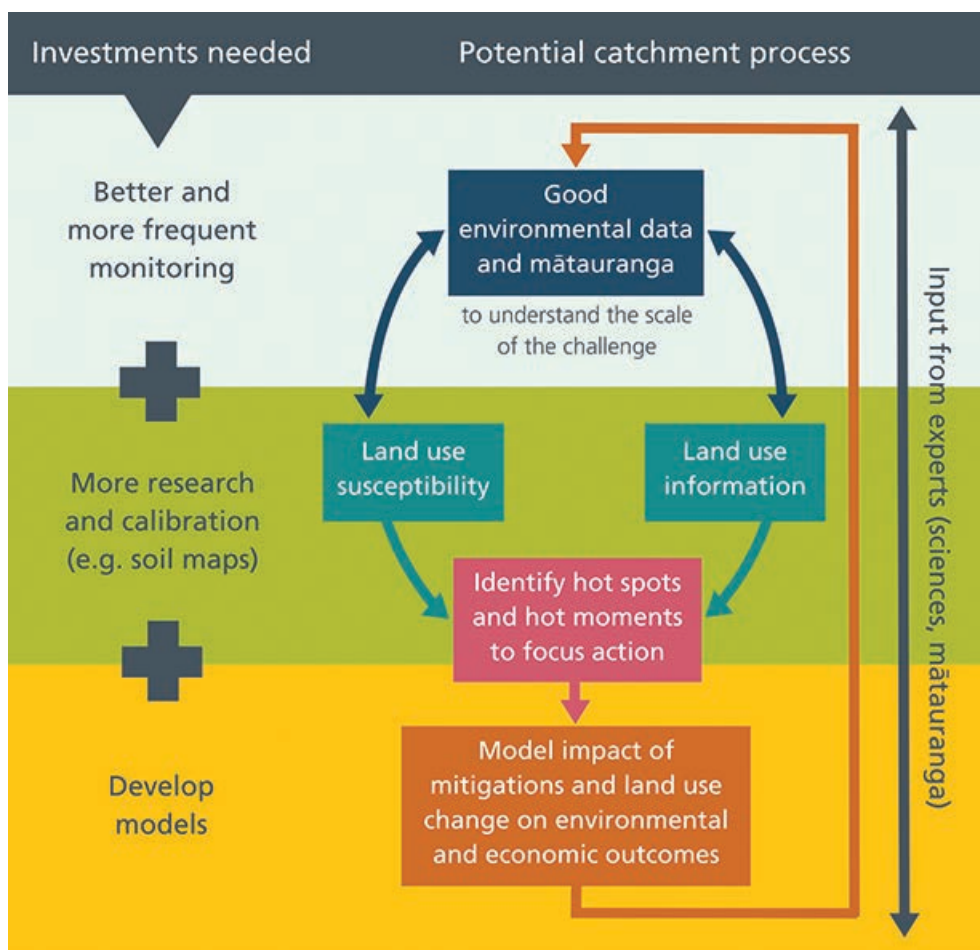 Investments needed
Potential catchment process
Better and
more frequent
monitoring
Good
environmental data
and mātauranga
to understand the scale
of the challenge
More research
and calibration
(e.g. soil maps)
Land use
susceptibility
Land use
information
Identify hot spots
and hot moments
to focus action
Develop
models
Model impact of
mitigations and land use
change on environmental
and economic outcomes
Input from experts (sciences, mātauranga)